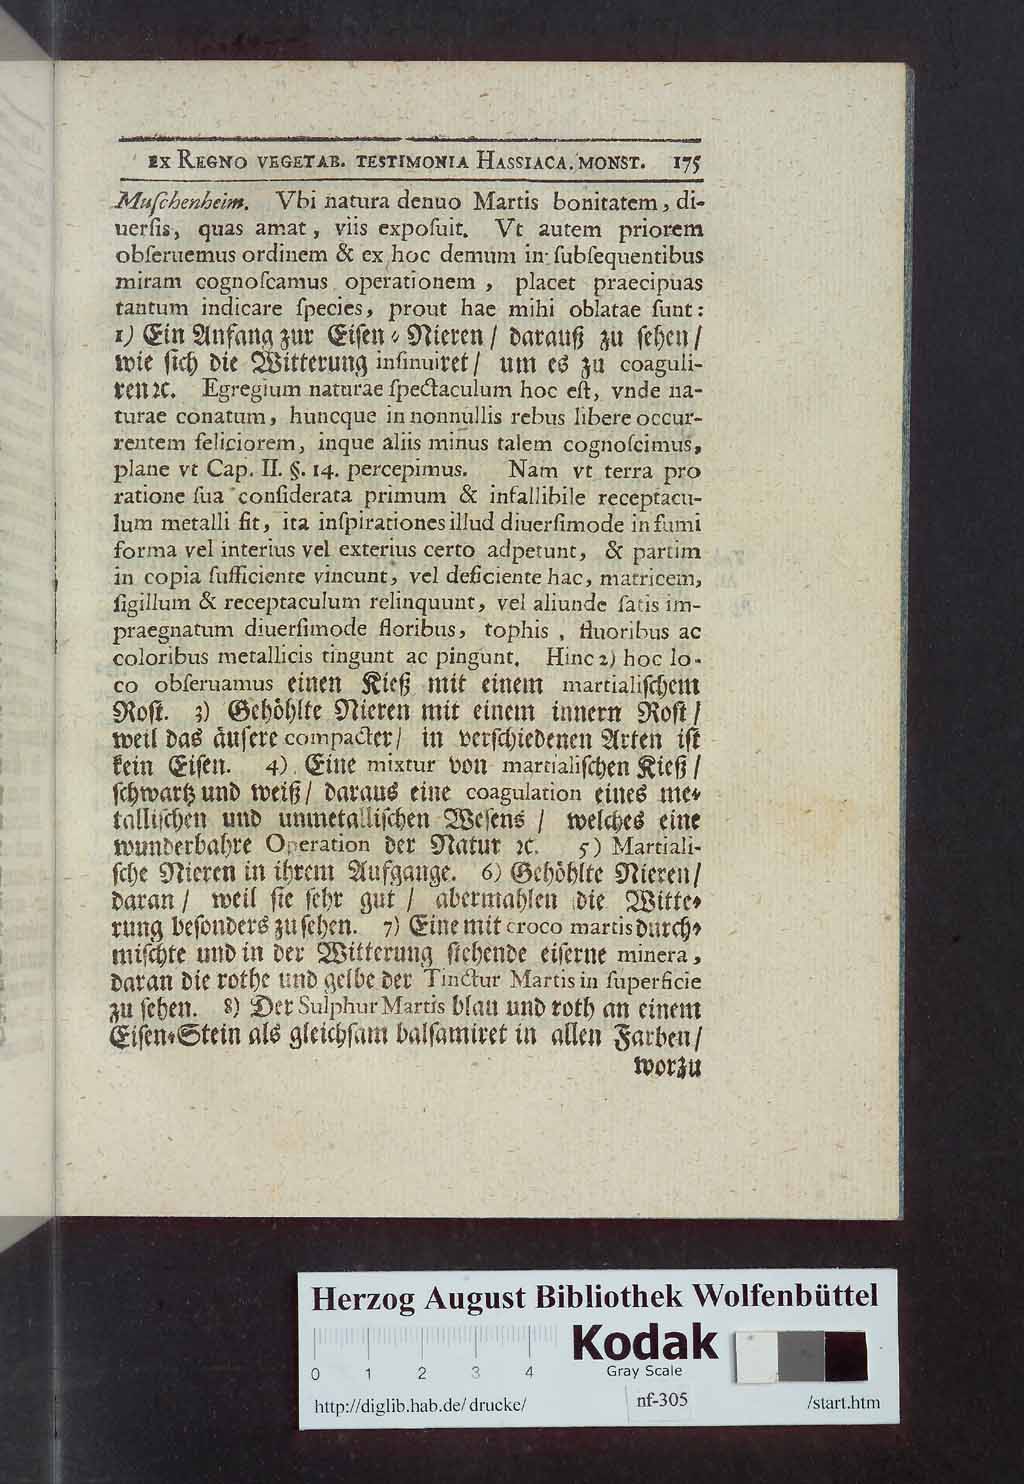 EX REGNO VEGETAB. TESTIMONIA HASSIACA. MONST. 175
Muſchenheim. Vbi natura denuo Martis bonitatem, di-
uerſis, quas amat, viis expoſuit. Vt autem priorem
obſeruemus ordinem & ex hoc demum in ſubſequentibus
miram cognoſcamus operationem, placet praecipuas
tantum indicare ſpecies, prout hae mihi oblatae ſunt:
1) Ein Anfang zur Eiſen-Nieren / darauß zu ſehen /
wie ſich die Witterung inſinuiret / um es zu coaguli-
ren ꝛc. Egregium naturae ſpectaculum hoc eſt, vnde na-
turae conatum, huncque in nonnullis rebus libere occur-
rentem feliciorem, inque aliis minus talem cognoſcimus,
plane vt Cap. II. §. 14. percepimus. Nam vt terra pro
ratione ſua conſiderata primum & infallibile receptacu-
lum metalli fit, ita inſpirationes illud diuerſimode in fumi
forma vel interius vel exterius certo adpetunt, & partim
in copia ſufficiente vincunt, vel deficiente hac, matricem,
ſigillum & receptaculum relinquunt, vel aliunde ſatis im-
praegnatum diuerſimode floribus, tophis, fluoribus ac
coloribus metallicis tingunt ac pingunt. Hinc 2) hoc lo-
co obſeruamus einen Kieß mit einem martialiſchem
Roſt. 3) Gehöhlte Nieren mit einem innern Roſt /
weil das äuſere compacter / in verſchiedenen Arten iſt
kein Eiſen. 4) Eine mixtur von martialiſchen Kieß /
ſchwartz und weiß / daraus eine coagulation eines me-
talliſchen und unmetalliſchen Weſens / welches eine
wunderbahre Operation der Natur ꝛc. 5) Martiali-
ſche Nieren in ihrem Aufgange. 6) Gehöhlte Nieren /
daran / weil ſie ſehr gut / abermahlen die Witte-
rung beſonders zu ſehen. 7) Eine mit croco martis durch-
miſchte und in der Witterung ſtehende eiſerne minera,
daran die rothe und gelbe der Tinctur Martis in ſuperficie
zu ſehen. 8) Der Sulphur Martis blau und roth an einem
Eiſen-Stein als gleichſam balſamiret in allen Farben /
worzu
Herzog August Bibliothek Wolfenbüttel
Kodak
Gray Scale
0 1 2 3 4
http://diglib.hab.de/drucke/ nf-305 /start.htm